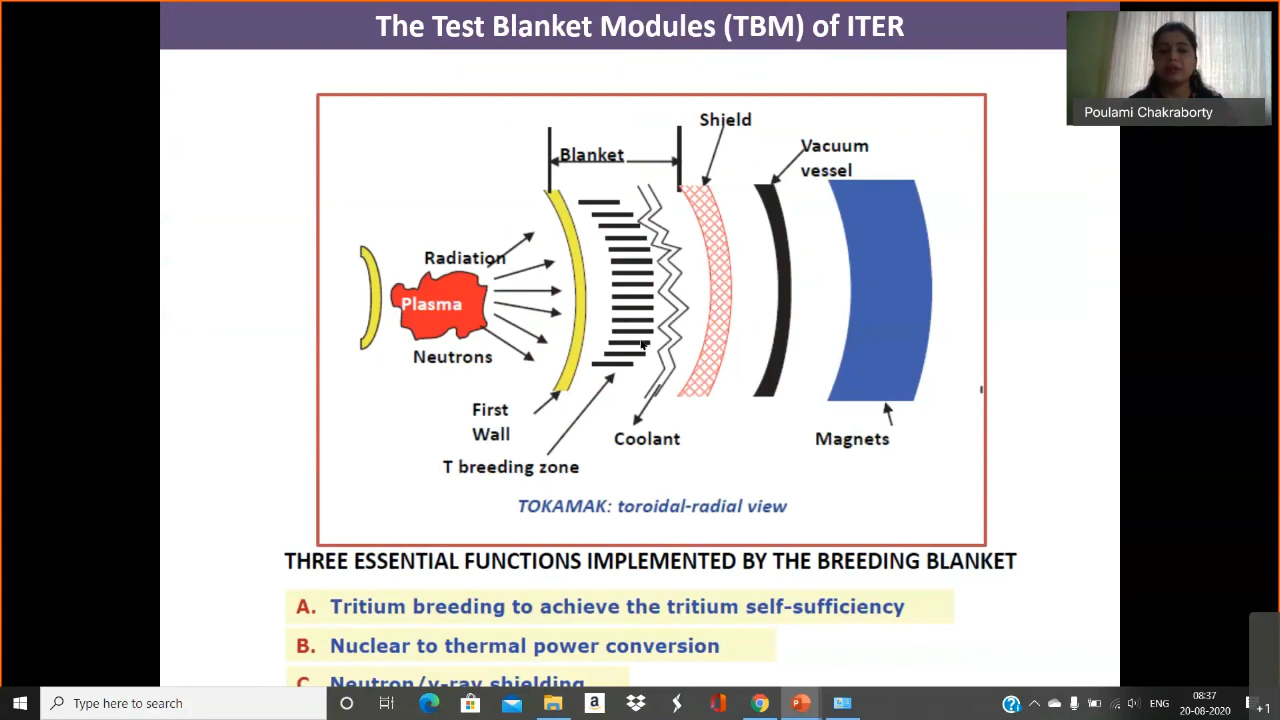 The Test Blanket Modules (TBM) of ITER
Poulami Chakraborty
Shield
Blanket
Vacuum
vessel
Radiation
Plasma
Neutrons
First
Wall
Coolant
Magnets
T breeding zone
TOKAMAK: toroidal-radial view
THREE ESSENTIAL FUNCTIONS IMPLEMENTED BY THE BREEDING BLANKET
A. Tritium breeding to achieve the tritium self-sufficiency
B. Nuclear to thermal power conversion
C. Neutron/γ-ray shielding
Type here to search
ENG
08:37
20-08-2020
+1